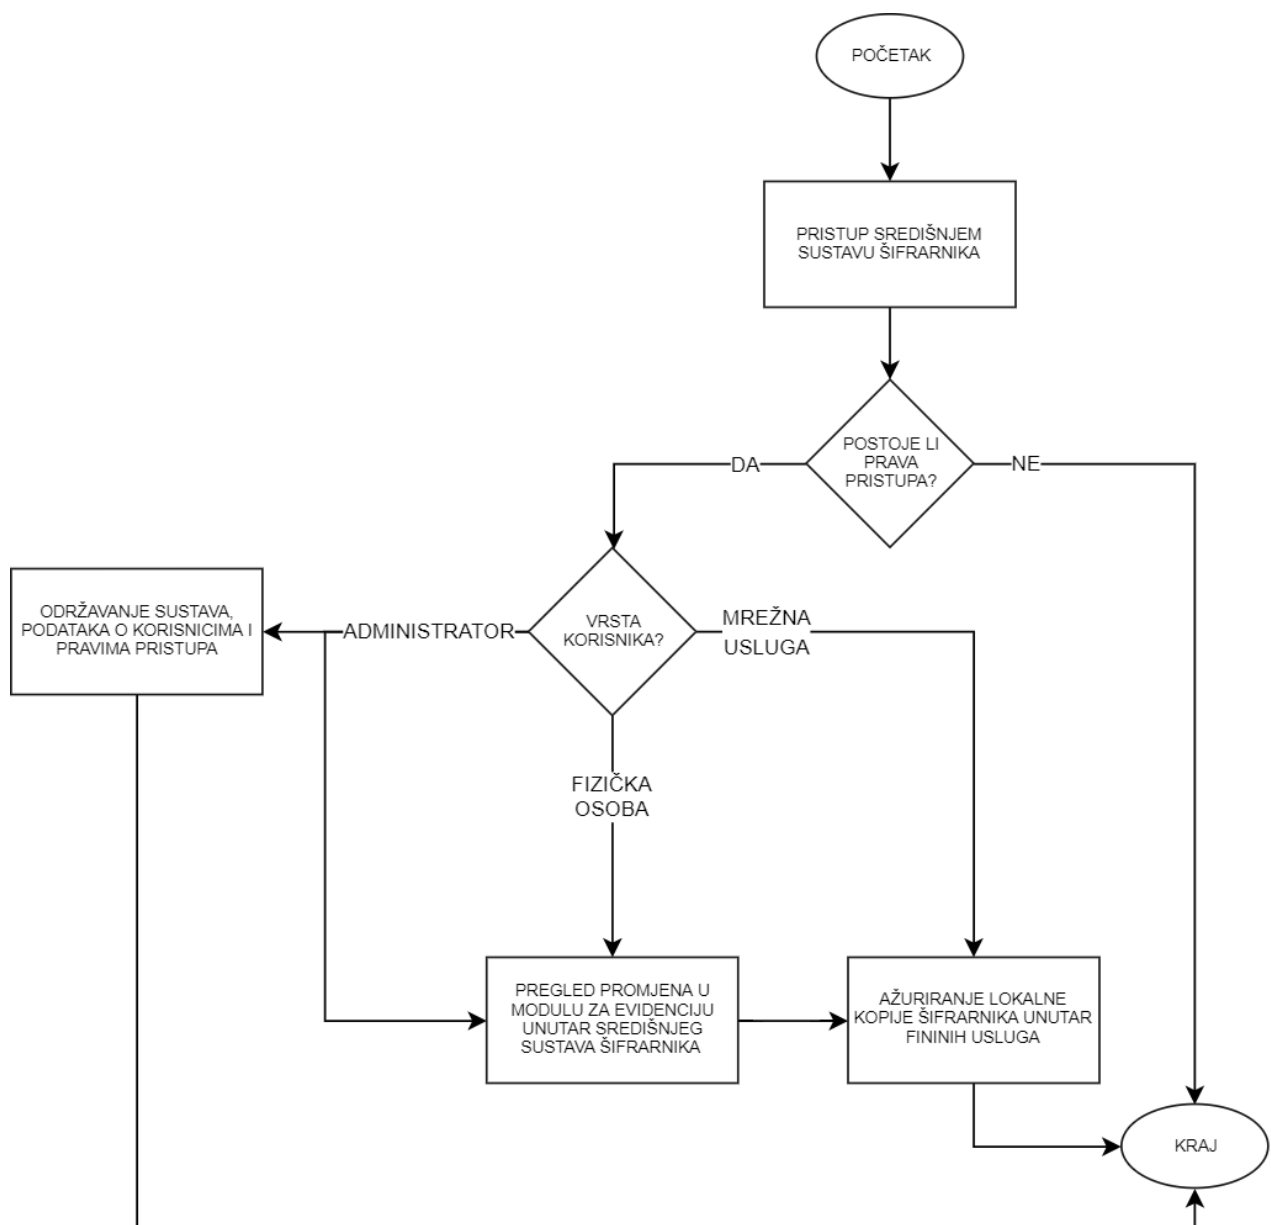 POČETAK
PRISTUP SREDIŠNJEM
SUSTAVU ŠIFRARNIKA
POSTOJE LI
PRAVA
PRISTUPA?
DA
NE
VRSTA
KORISNIKA?
ADMINISTRATOR
MREŽNA
USLUGA
ODRŽAVANJE SUSTAVA,
PODATAKA O KORISNICIMA I
PRAVIMA PRISTUPA
FIZIČKA
OSOBA
PREGLED PROMJENA U
MODULU ZA EVIDENCIJU
UNUTAR SREDIŠNJEG
SUSTAVA ŠIFRARNIKA
AŽURIRANJE LOKALNE
KOPIJE ŠIFRARNIKA UNUTAR
FININIH USLUGA
KRAJ